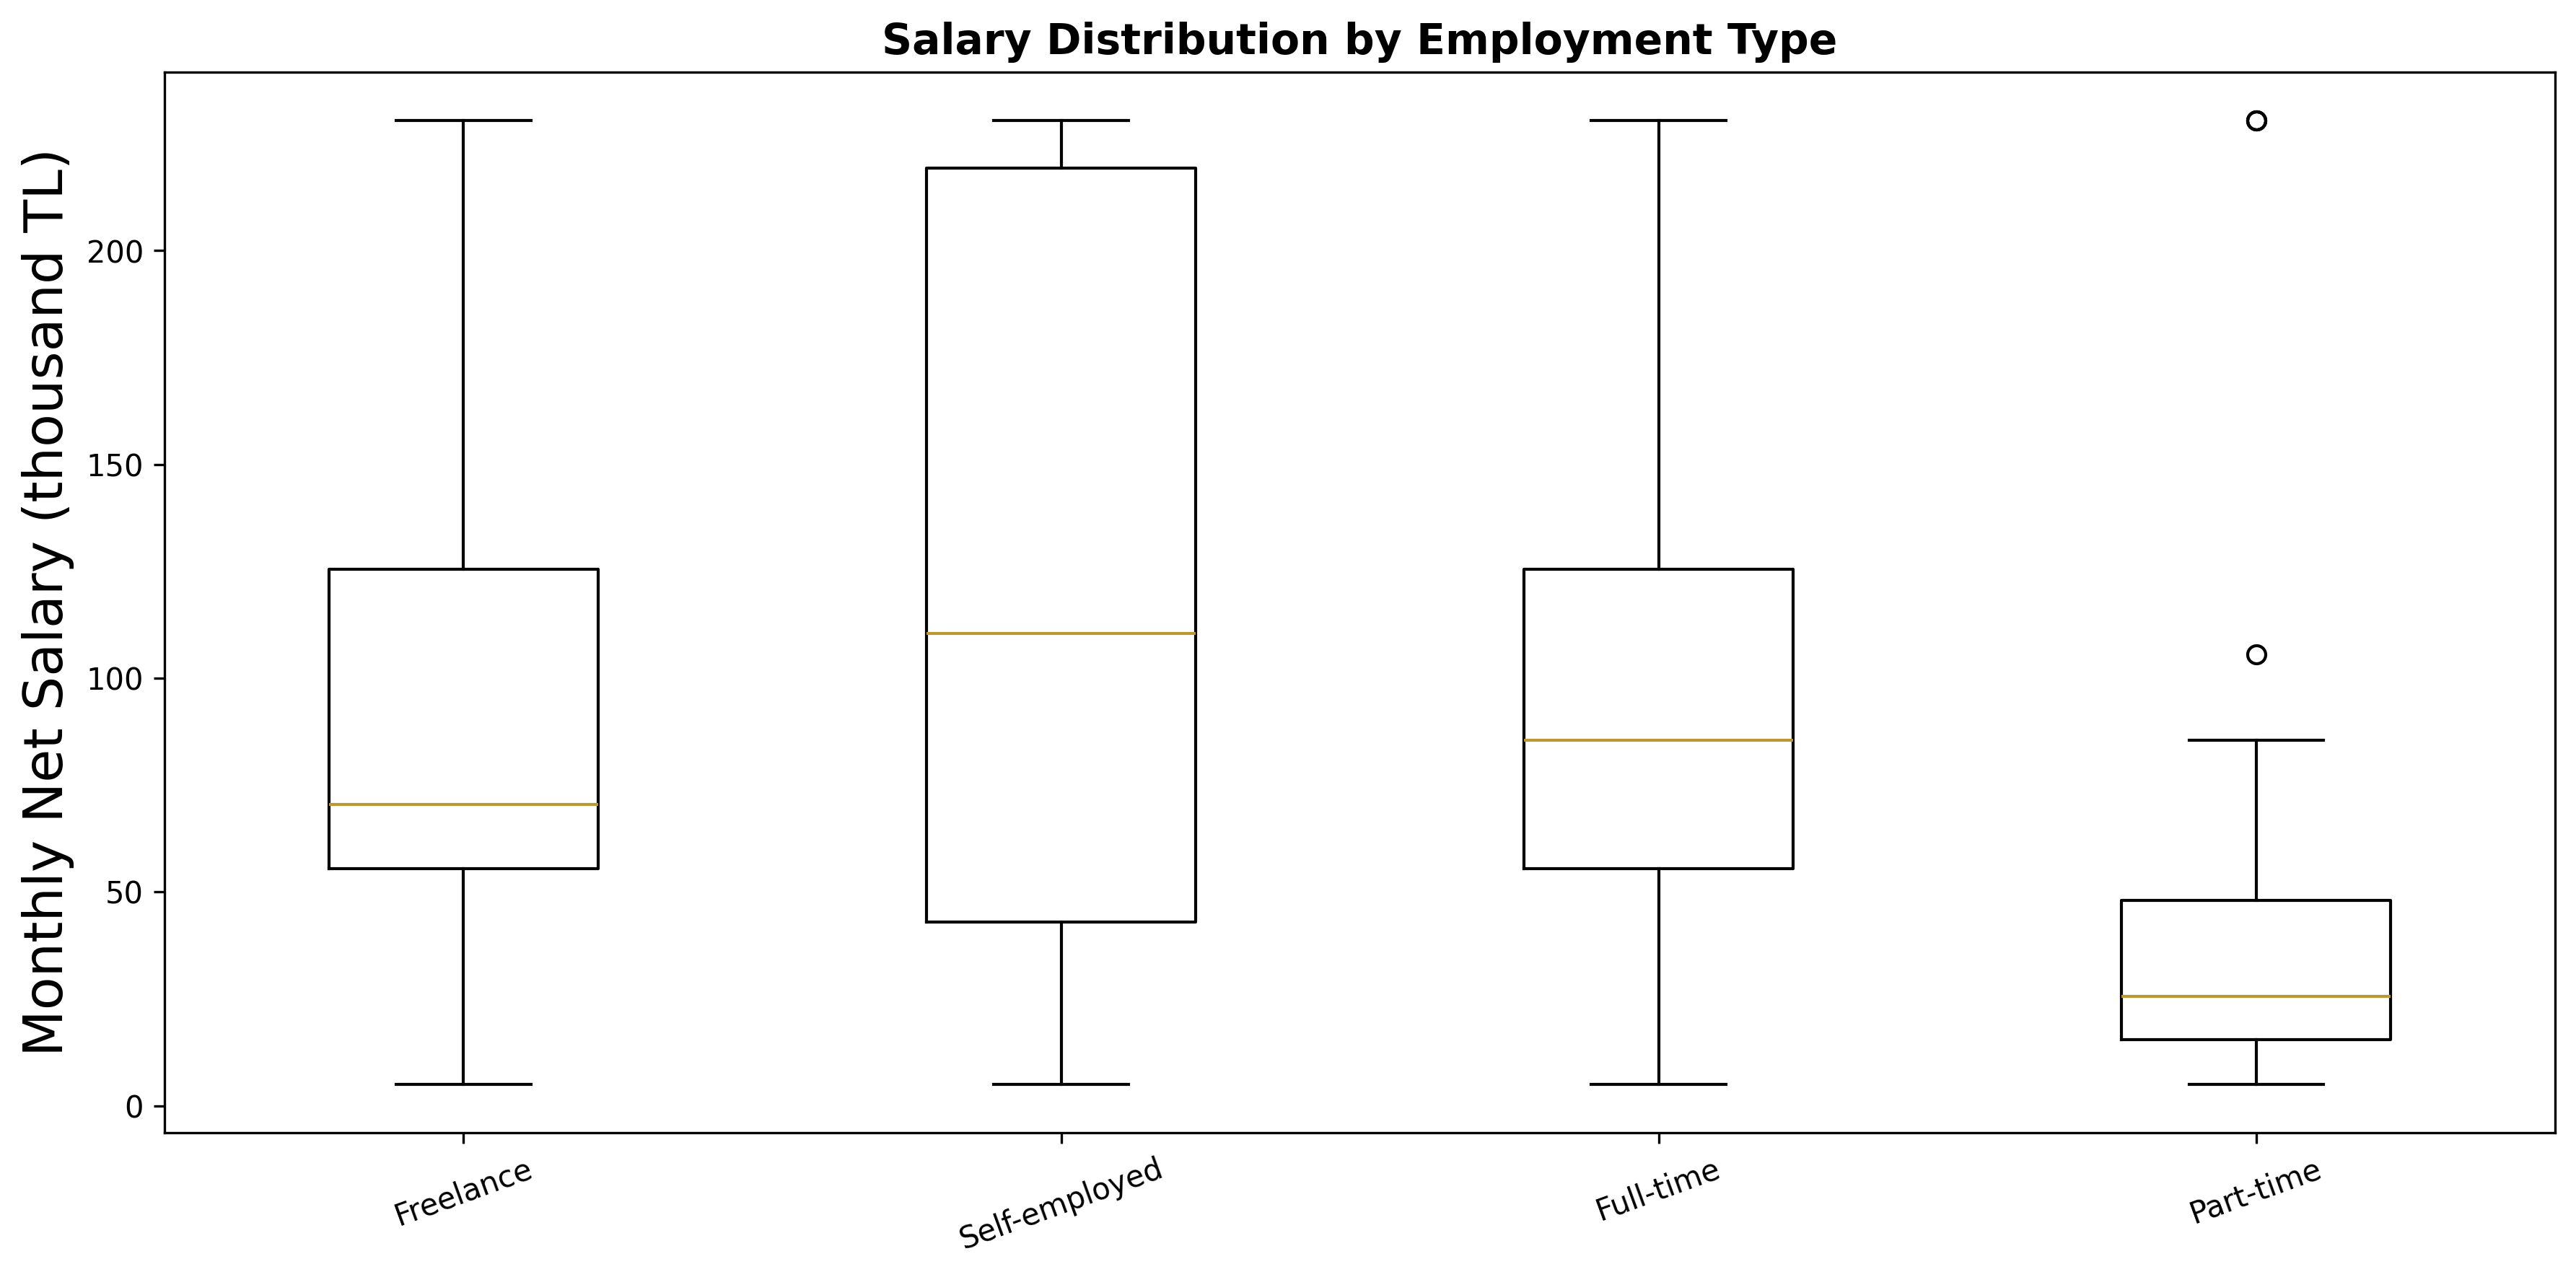 Salary Distribution by Employment Type
Monthly Net Salary (thousand TL)
200
150
100
50
0
Freelance
Self-employed
Full-time
Part-time